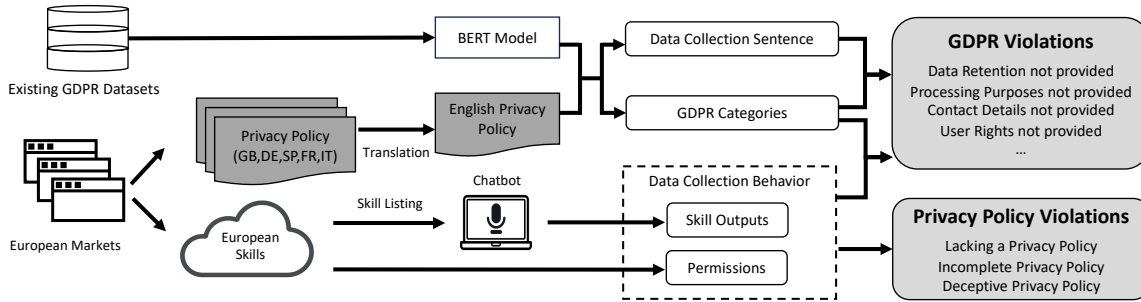 Existing GDPR Datasets
BERT Model
Data Collection Sentence
GDPR Violations
Data Retention not provided
Processing Purposes not provided
Contact Details not provided
User Rights not provided
...
Privacy Policy
(GB,DE,SP,FR,IT)
Translation
English Privacy
Policy
GDPR Categories
European Markets
European
Skills
Skill Listing
Chatbot
Data Collection Behavior
Skill Outputs
Permissions
Privacy Policy Violations
Lacking a Privacy Policy
Incomplete Privacy Policy
Deceptive Privacy Policy